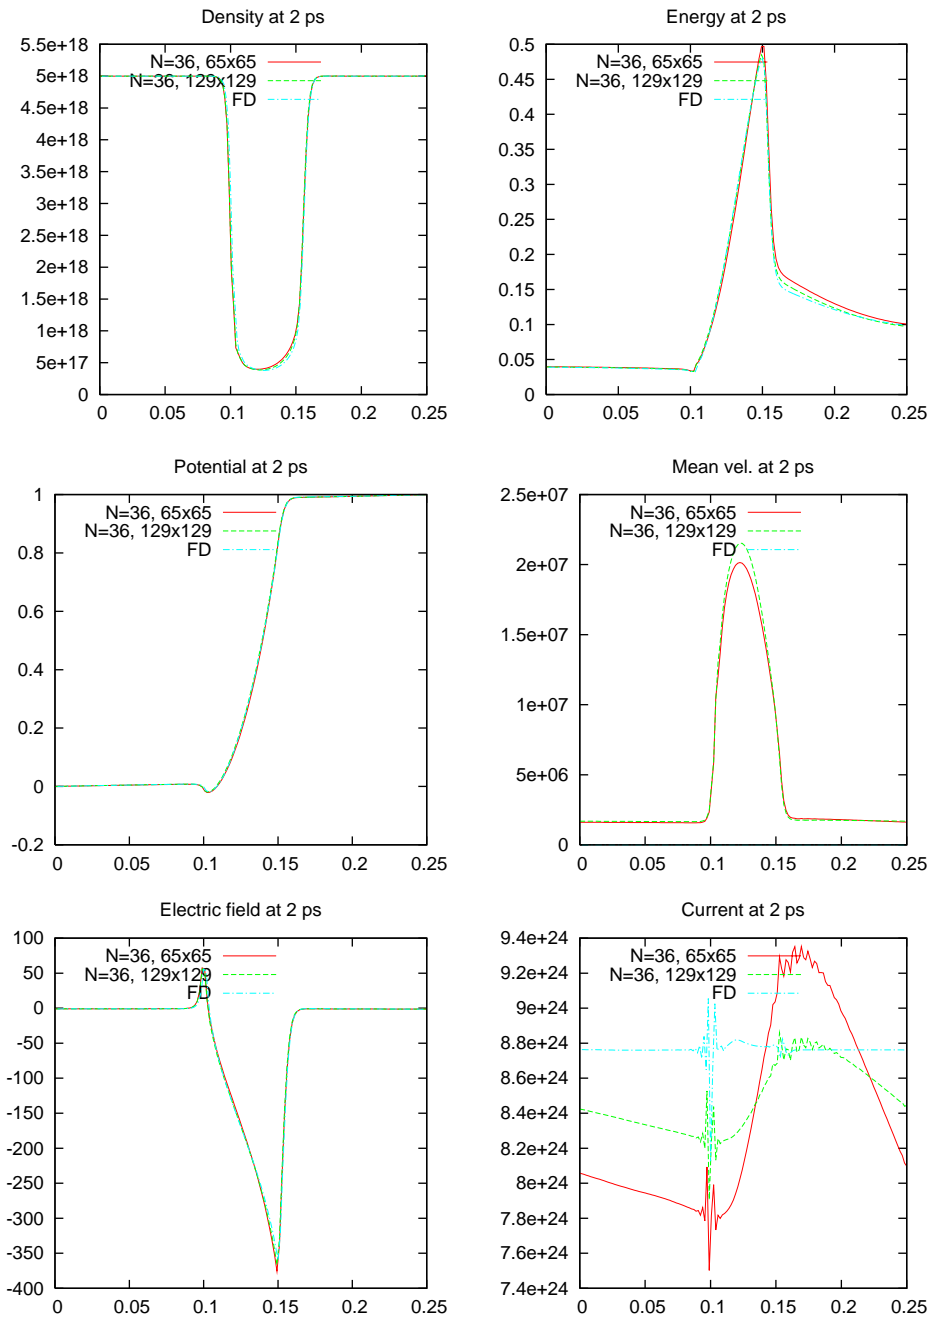 Density at 2 ps
5.5e+18
5e+18
4.5e+18
4e+18
3.5e+18
3e+18
2.5e+18
2e+18
1.5e+18
1e+18
5e+17
0
N=36, 65x65
N=36, 129x129
FD
0 0.05 0.1 0.15 0.2 0.25
Energy at 2 ps
0.5
0.45
0.4
0.35
0.3
0.25
0.2
0.15
0.1
0.05
0
N=36, 65x65
N=36, 129x129
FD
0 0.05 0.1 0.15 0.2 0.25
Potential at 2 ps
1
0.8
0.6
0.4
0.2
0
-0.2
N=36, 65x65
N=36, 129x129
FD
0 0.05 0.1 0.15 0.2 0.25
Mean vel. at 2 ps
2.5e+07
2e+07
1.5e+07
1e+07
5e+06
0
N=36, 65x65
N=36, 129x129
FD
0 0.05 0.1 0.15 0.2 0.25
Electric field at 2 ps
100
50
0
-50
-100
-150
-200
-250
-300
-350
-400
N=36, 65x65
N=36, 129x129
FD
0 0.05 0.1 0.15 0.2 0.25
Current at 2 ps
9.4e+24
9.2e+24
9e+24
8.8e+24
8.6e+24
8.4e+24
8.2e+24
8e+24
7.8e+24
7.6e+24
7.4e+24
N=36, 65x65
N=36, 129x129
FD
0 0.05 0.1 0.15 0.2 0.25